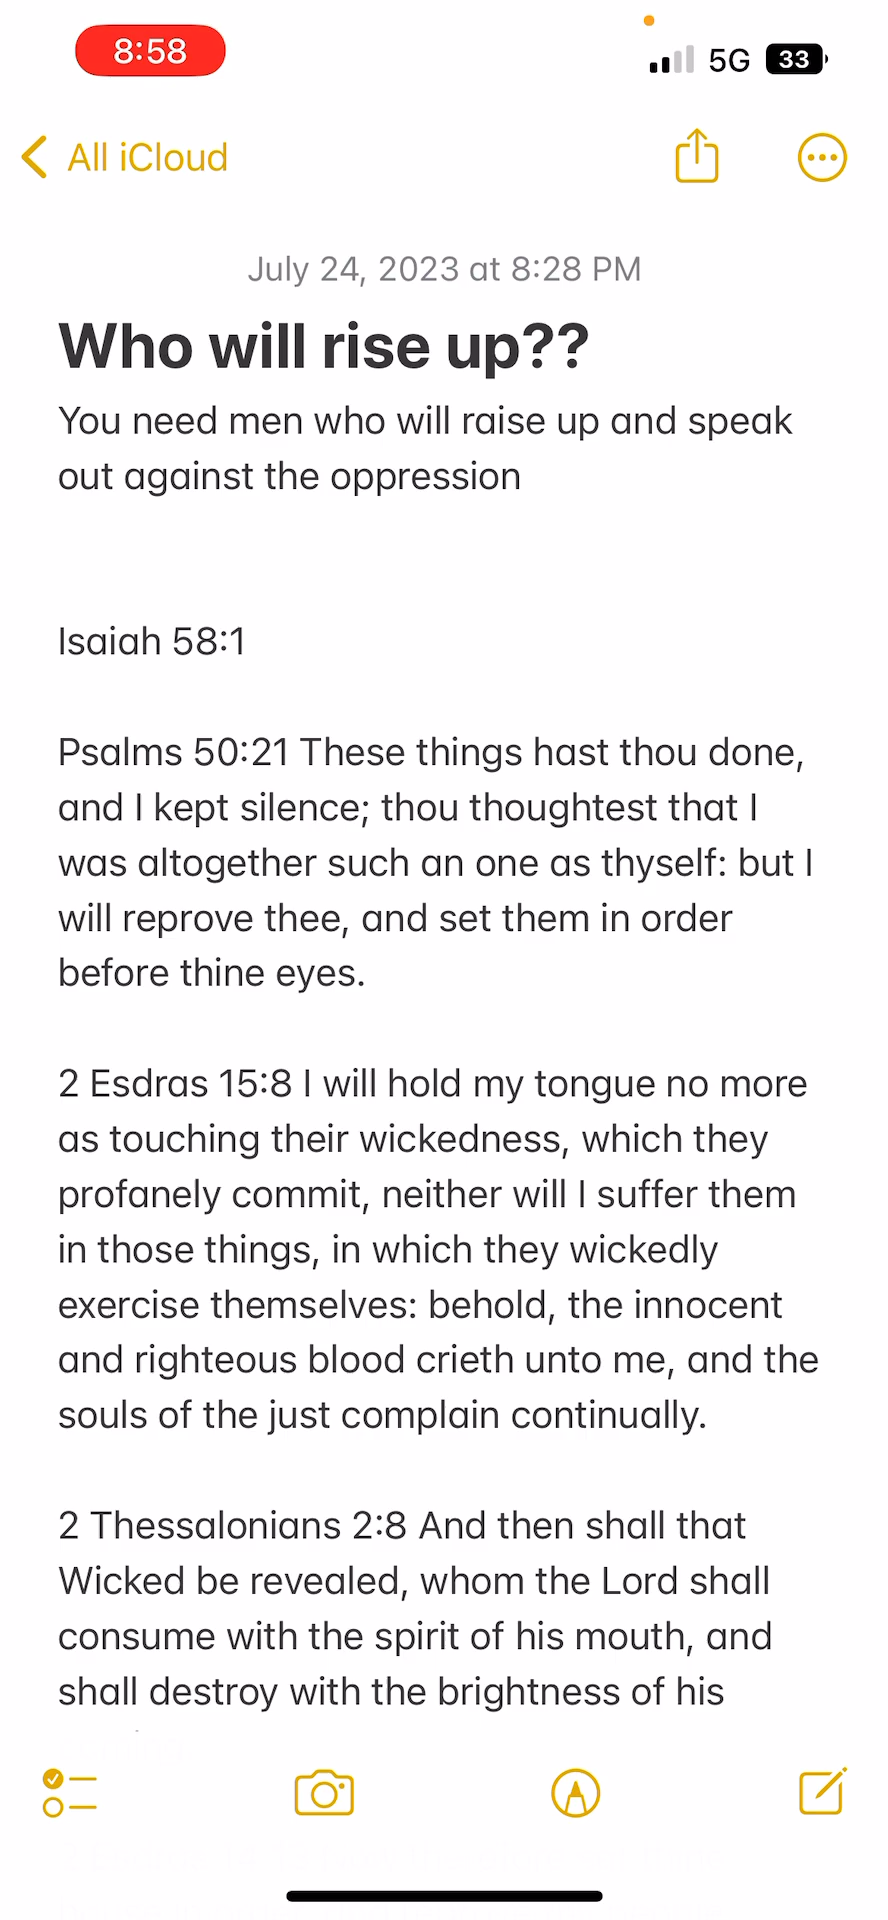 8:58
5G
33
All iCloud
July 24, 2023 at 8:28 PM
Who will rise up??
You need men who will raise up and speak
out against the oppression
Isaiah 58:1
Psalms 50:21 These things hast thou done,
and I kept silence; thou thoughtest that I
was altogether such an one as thyself: but I
will reprove thee, and set them in order
before thine eyes.
2 Esdras 15:8 I will hold my tongue no more
as touching their wickedness, which they
profanely commit, neither will I suffer them
in those things, in which they wickedly
exercise themselves: behold, the innocent
and righteous blood crieth unto me, and the
souls of the just complain continually.
2 Thessalonians 2:8 And then shall that
Wicked be revealed, whom the Lord shall
consume with the spirit of his mouth, and
shall destroy with the brightness of his